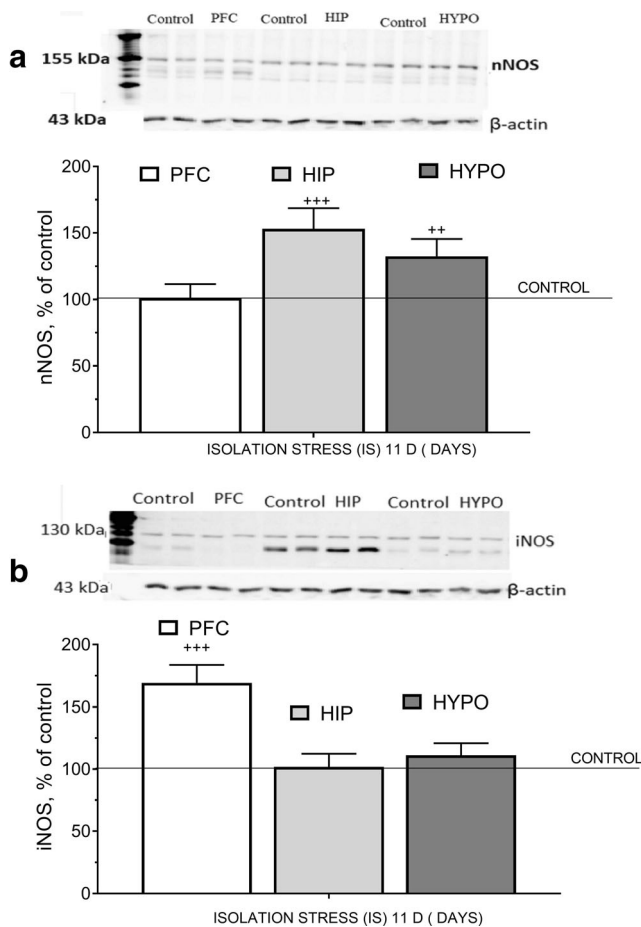 a
Control PFC Control HIP Control HYPO
155 kDa nNOS
43 kDa β-actin
PFC HIP HYPO
+++
++
CONTROL
nNOS, % of control
200
150
100
50
0
ISOLATION STRESS (IS) 11 D ( DAYS)
b
Control PFC Control HIP Control HYPO
130 kDa iNOS
43 kDa β-actin
PFC
+++
HIP
HYPO
CONTROL
iNOS, % of control
200
150
100
50
0
ISOLATION STRESS (IS) 11 D ( DAYS)